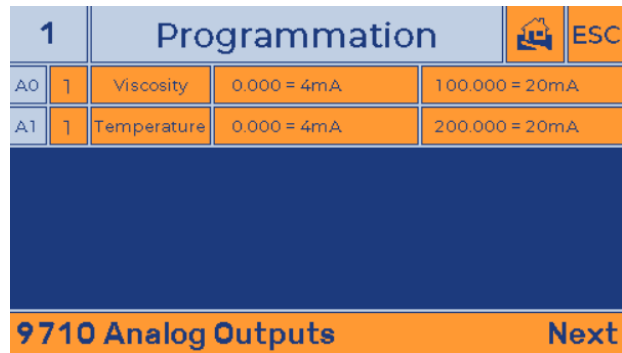 1 Programmation ESC
A0 1 Viscosity 0.000 = 4mA 100.000 = 20mA
A1 1 Temperature 0.000 = 4mA 200.000 = 20mA
9710 Analog Outputs Next